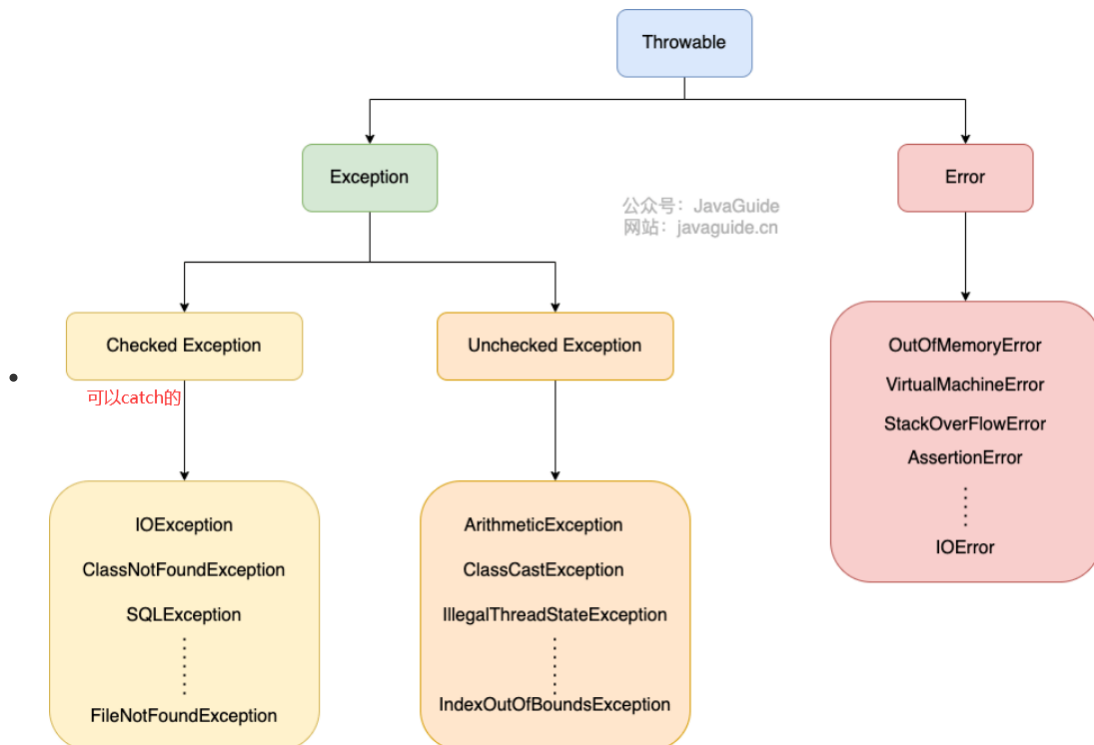 Throwable
Exception
Error
公众号：JavaGuide
网站：javaguide.cn
Checked Exception
Unchecked Exception
可以catch的
OutOfMemoryError
VirtualMachineError
StackOverFlowError
AssertionError
IOError
IOException
ClassNotFoundException
SQLException
FileNotFoundException
ArithmeticException
ClassCastException
IllegalThreadStateException
IndexOutOfBoundsException